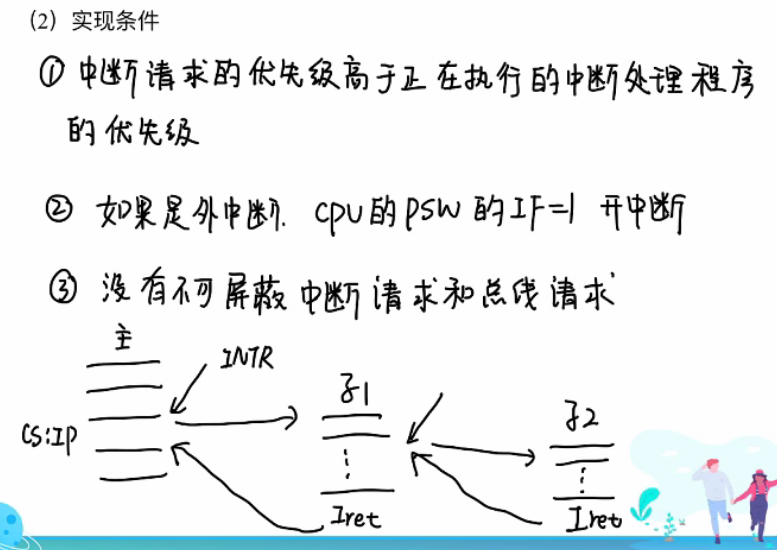 （2）实现条件
① 中断请求的优先级高于正在执行的中断处理程序
的优先级
② 如果是外中断. CPU的PSW的IF=1 开中断
③ 没有不可屏蔽中断请求和总线请求
主
INTR
子1
子2
CS:IP
Iret
Iret